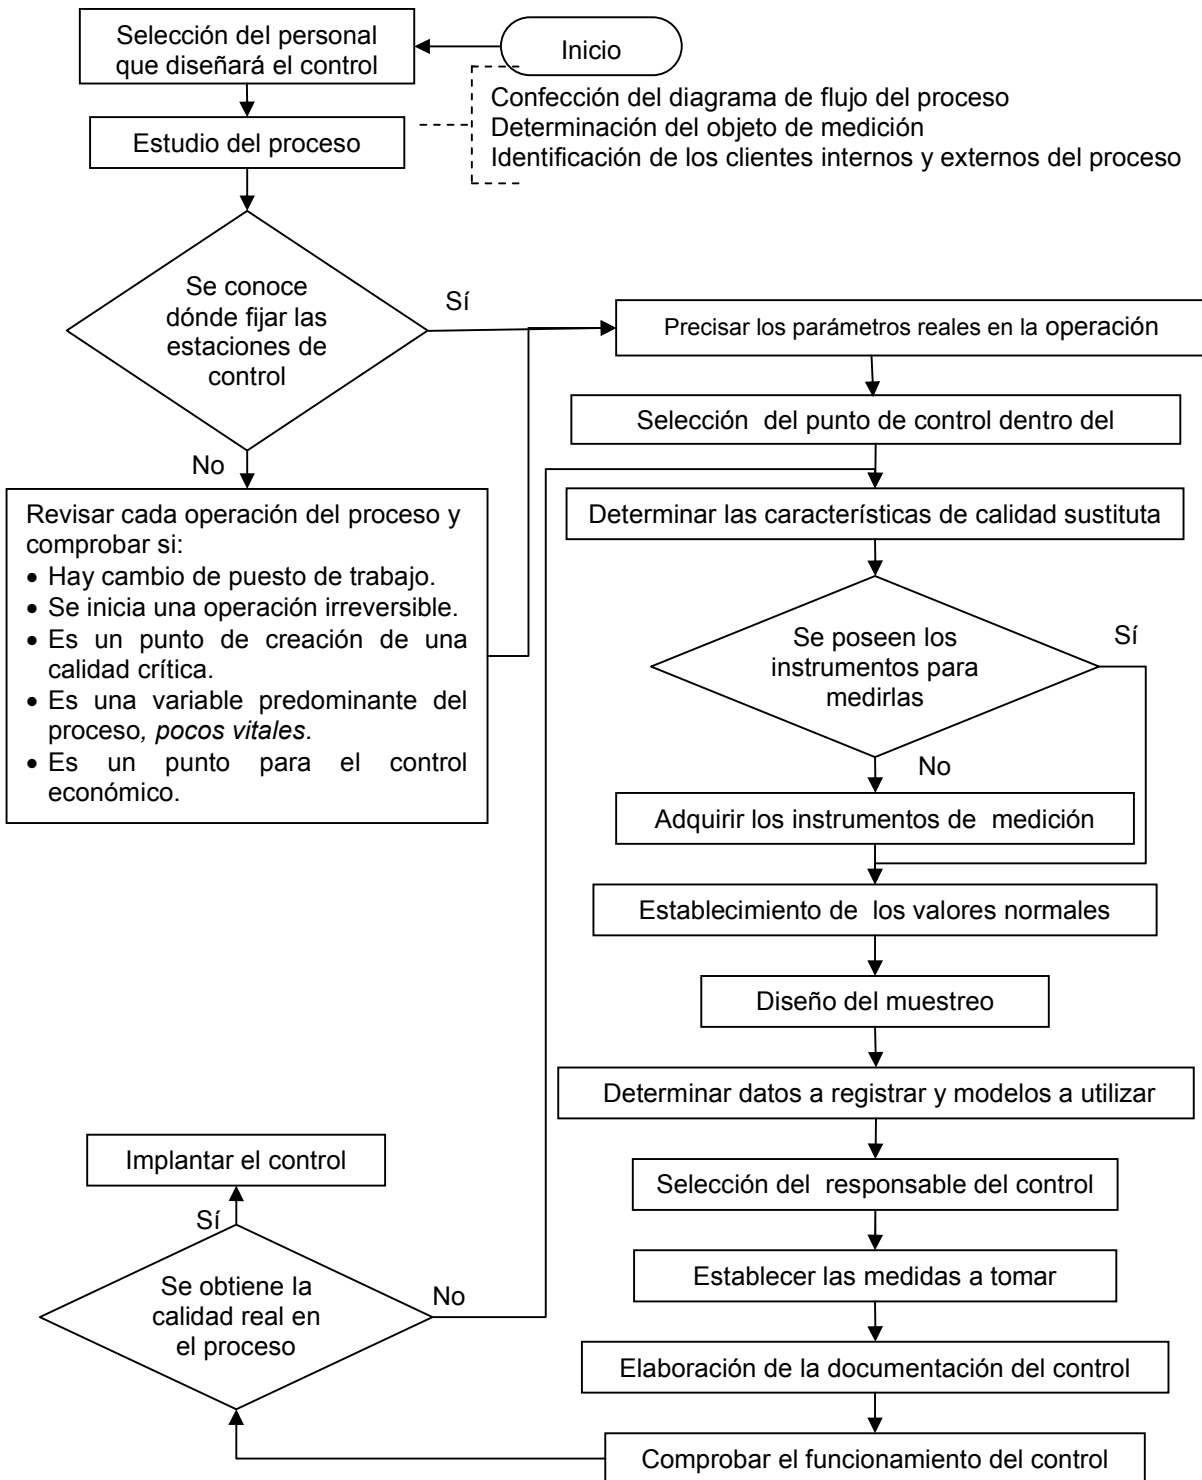 Inicio
Selección del personal
que diseñará el control
Estudio del proceso
Confección del diagrama de flujo del proceso
Determinación del objeto de medición
Identificación de los clientes internos y externos del proceso
Se conoce
dónde fijar las
estaciones de
control
Sí
No
Revisar cada operación del proceso y
comprobar si:
• Hay cambio de puesto de trabajo.
• Se inicia una operación irreversible.
• Es un punto de creación de una
calidad crítica.
• Es una variable predominante del
proceso, pocos vitales.
• Es un punto para el control
económico.
Precisar los parámetros reales en la operación
Selección del punto de control dentro del
Determinar las características de calidad sustituta
Se poseen los
instrumentos para
medirlas
Sí
No
Adquirir los instrumentos de medición
Establecimiento de los valores normales
Diseño del muestreo
Determinar datos a registrar y modelos a utilizar
Selección del responsable del control
Establecer las medidas a tomar
Elaboración de la documentación del control
Comprobar el funcionamiento del control
Se obtiene la
calidad real en
el proceso
No
Sí
Implantar el control